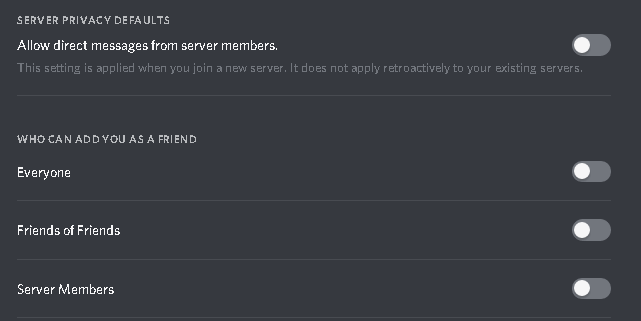 SERVER PRIVACY DEFAULTS
Allow direct messages from server members.
This setting is applied when you join a new server. It does not apply retroactively to your existing servers.
WHO CAN ADD YOU AS A FRIEND
Everyone
Friends of Friends
Server Members